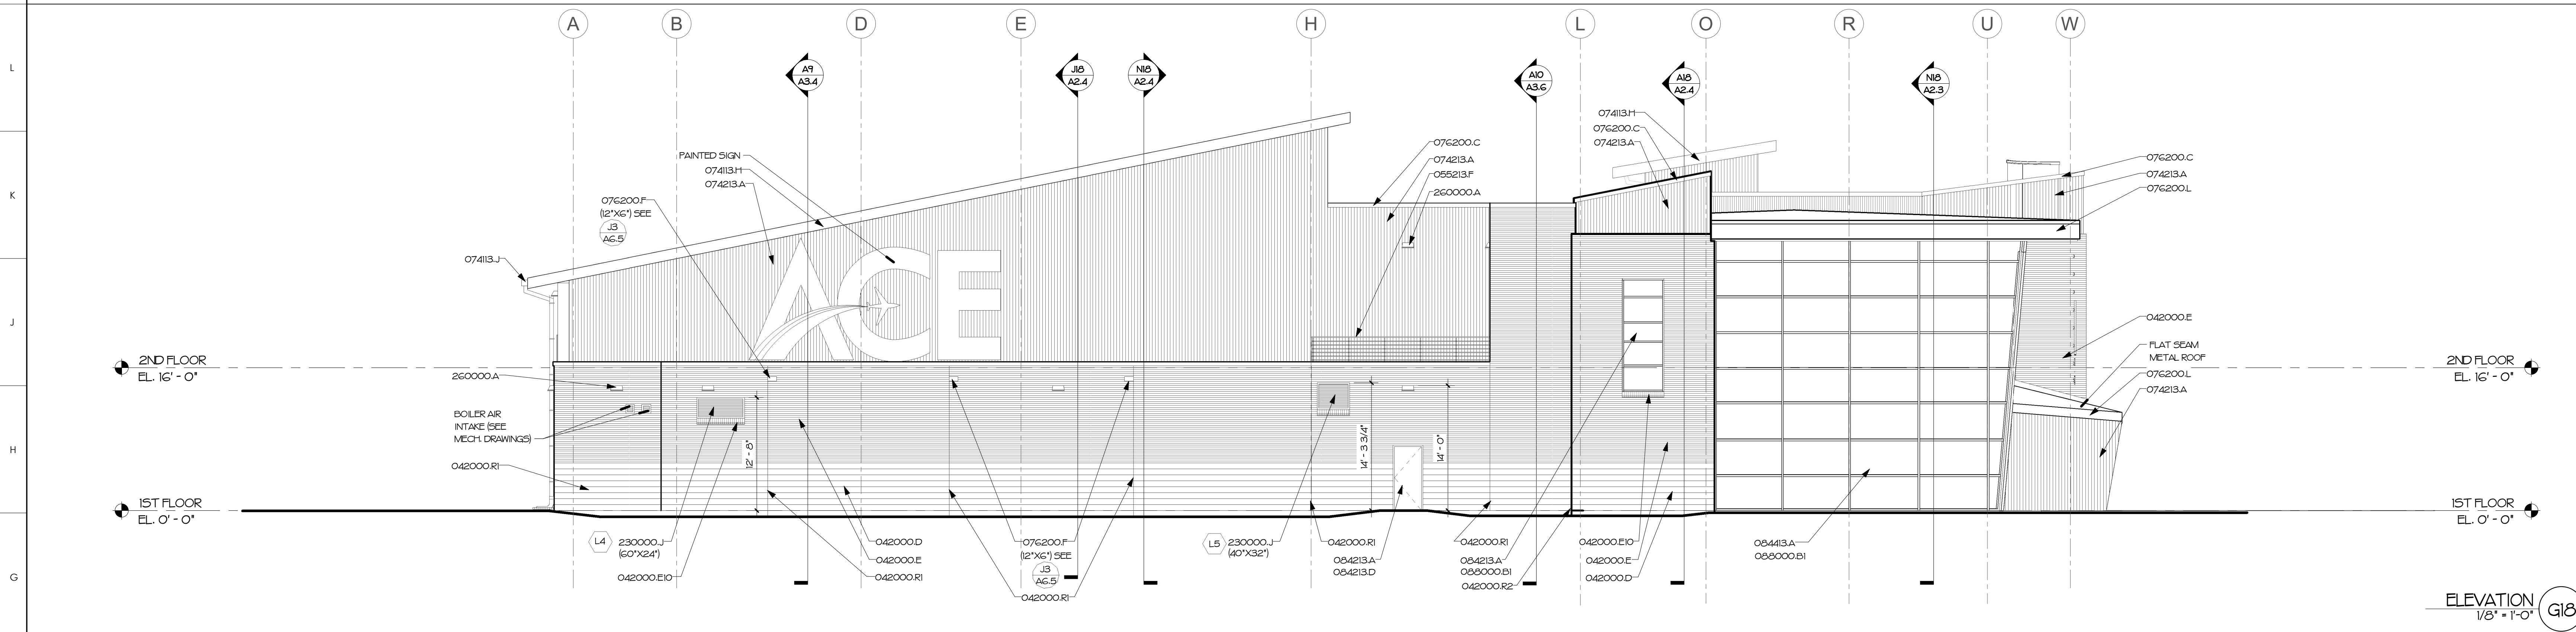 A
B
D
E
H
L
O
R
U
W
L
K
J
H
G
A9
A3.4
J18
A2.4
N18
A2.4
A10
A3.6
A18
A2.4
N18
A2.3
PAINTED SIGN
074113.H
074213.A
076200.F
(12"X6") SEE
J3
A6.5
074113.J
076200.C
074213.A
055213.F
260000.A
074113.H
076200.C
074213.A
076200.C
074213.A
076200.L
ACE
042000.E
FLAT SEAM
METAL ROOF
076200.L
074213.A
2ND FLOOR
EL. 16' - 0"
2ND FLOOR
EL. 16' - 0"
260000.A
BOILER AIR
INTAKE (SEE
MECH. DRAWINGS)
042000.R1
12' - 8"
14' - 3 3/4"
14' - 0"
1ST FLOOR
EL. 0' - 0"
1ST FLOOR
EL. 0' - 0"
L4
230000.J
(60"X24")
042000.E10
042000.D
042000.E
042000.R1
076200.F
(12"X6") SEE
J3
A6.5
042000.R1
L5
230000.J
(40"X32")
042000.R1
084213.A
084213.D
042000.R1
084213.A
088000.B1
042000.R2
042000.E10
042000.E
042000.D
084413.A
088000.B1
ELEVATION
1/8" = 1'-0"
G18